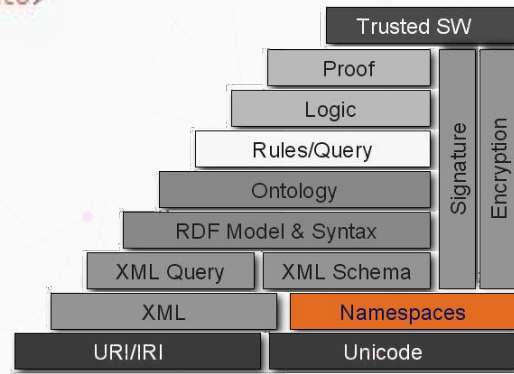 Trusted SW
Proof
Logic
Rules/Query
Ontology
RDF Model & Syntax
XML Query
XML Schema
XML
Namespaces
URI/IRI
Unicode
Signature
Encryption